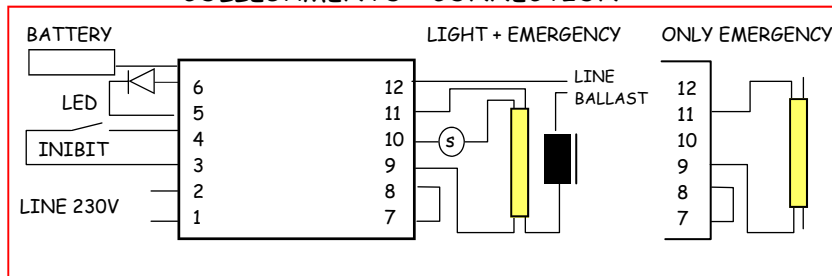 BATTERY
LIGHT + EMERGENCY
ONLY EMERGENCY
LED
INIBIT
LINE 230V
6
5
4
3
2
1
12
11
10
9
8
7
S
LINE
BALLAST
12
11
10
9
8
7